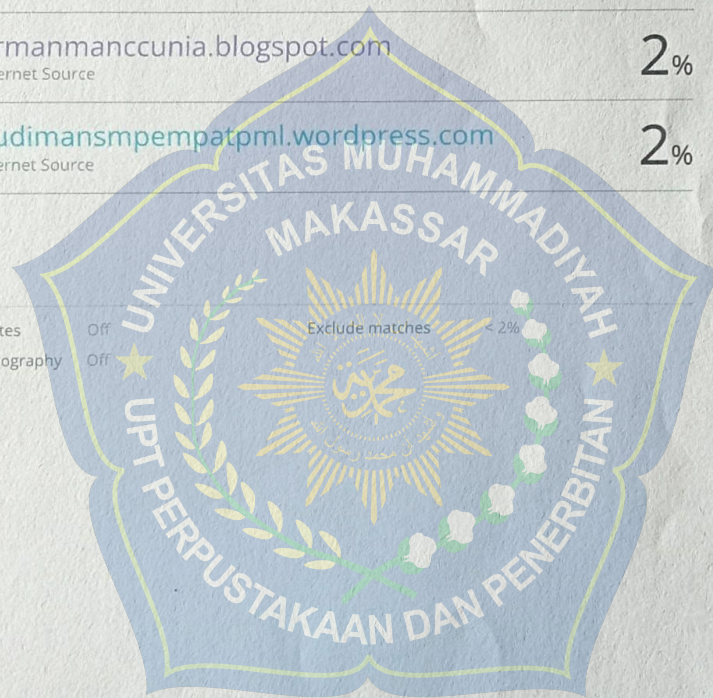 rmanmanccunia.blogspot.com
ernet Source
2%
udimansmpempatpml.wordpress.com
ernet Source
2%
UNIVERSITAS MUHAMMADIYAH
MAKASSAR
tes Off Exclude matches < 2%
ography Off
محمدية
UPT PERPUSTAKAAN DAN PENERBITAN